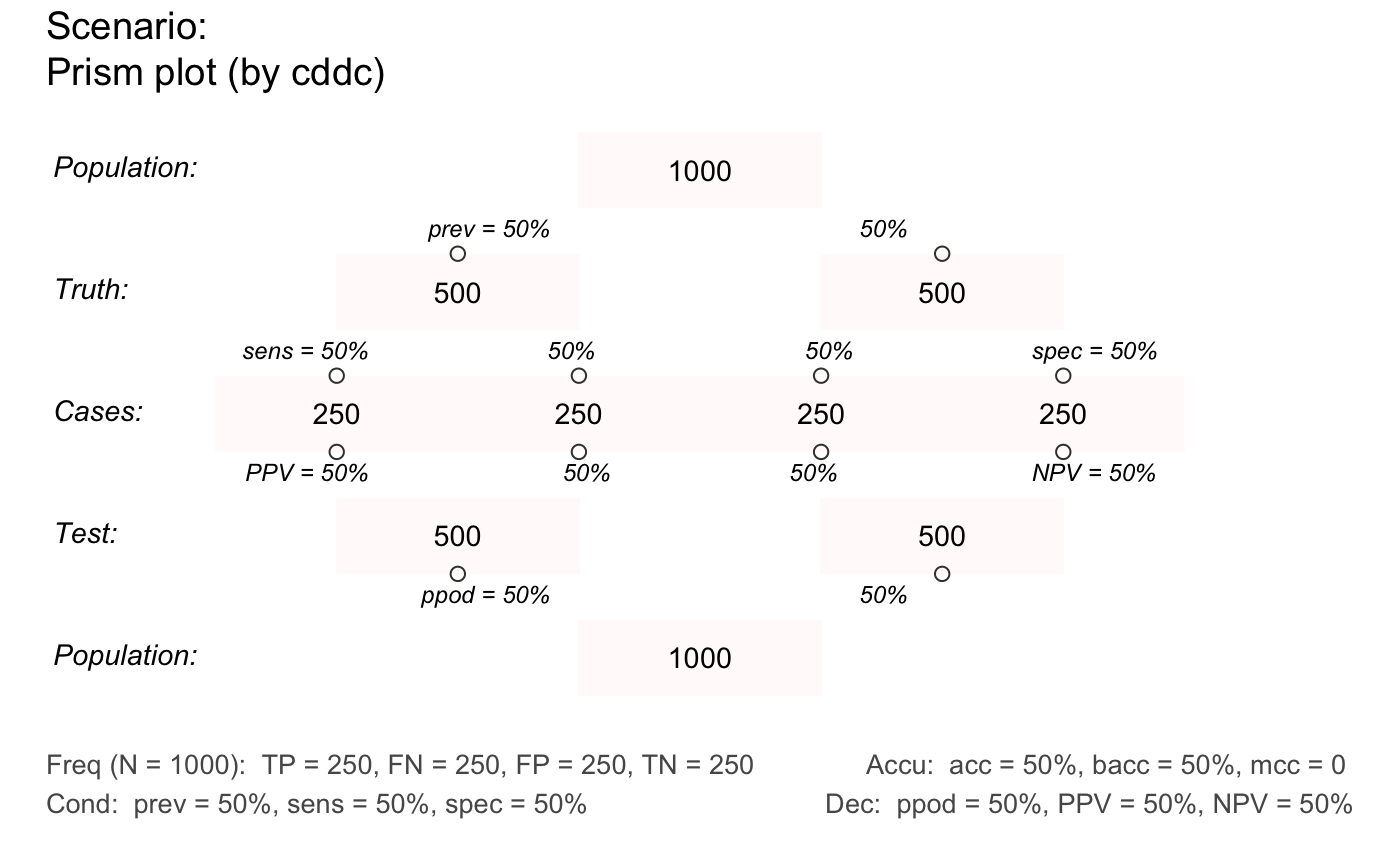 Scenario:
Prism plot (by cddc)
Population:
1000
prev = 50%
50%
Truth:
500
500
sens = 50%
50%
50%
spec = 50%
Cases:
250
250
250
250
PPV = 50%
50%
50%
NPV = 50%
Test:
500
500
ppod = 50%
50%
Population:
1000
Freq (N = 1000):  TP = 250, FN = 250, FP = 250, TN = 250
Accu:  acc = 50%, bacc = 50%, mcc = 0
Cond:  prev = 50%, sens = 50%, spec = 50%
Dec:  ppod = 50%, PPV = 50%, NPV = 50%